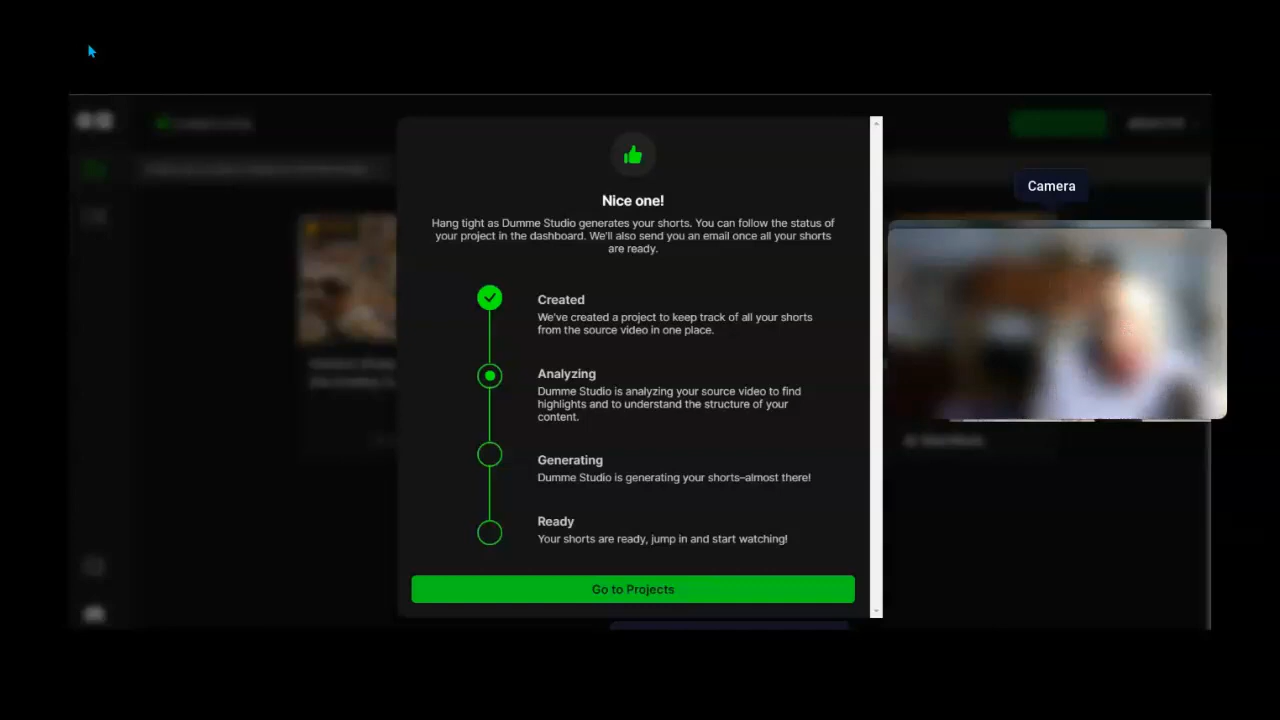 Nice one!
Hang tight as Dumme Studio generates your shorts. You can follow the status of
your project in the dashboard. We'll also send you an email once all your shorts
are ready.
Camera
Created
We've created a project to keep track of all your shorts
from the source video in one place.
Analyzing
Dumme Studio is analyzing your source video to find
highlights and to understand the structure of your
content.
Generating
Dumme Studio is generating your shorts–almost there!
Ready
Your shorts are ready, jump in and start watching!
Go to Projects